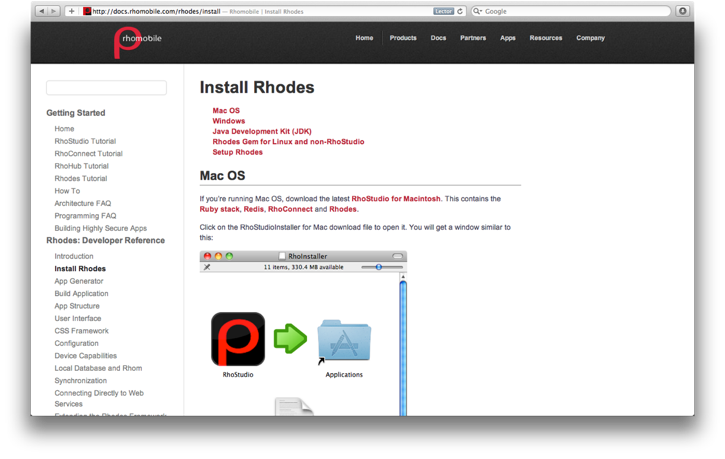 http://docs.rhomobile.com/rhodes/install — Rhomobile | Install Rhodes
Lector
Google
rhomobile
Home
Products
Docs
Partners
Apps
Resources
Company
Getting Started
Home
RhoStudio Tutorial
RhoConnect Tutorial
RhoHub Tutorial
Rhodes Tutorial
How To
Architecture FAQ
Programming FAQ
Building Highly Secure Apps
Rhodes: Developer Reference
Introduction
Install Rhodes
App Generator
Build Application
App Structure
User Interface
CSS Framework
Configuration
Device Capabilities
Local Database and Rhom
Synchronization
Connecting Directly to Web
Services
Extending the Rhodes Framework
Install Rhodes
Mac OS
Windows
Java Development Kit (JDK)
Rhodes Gem for Linux and non-RhoStudio
Setup Rhodes
Mac OS
If you're running Mac OS, download the latest RhoStudio for Macintosh. This contains the
Ruby stack, Redis, RhoConnect and Rhodes.
Click on the RhoStudioInstaller for Mac download file to open it. You will get a window similar to
this:
RhoInstaller
11 items, 330.4 MB available
RhoStudio
Applications